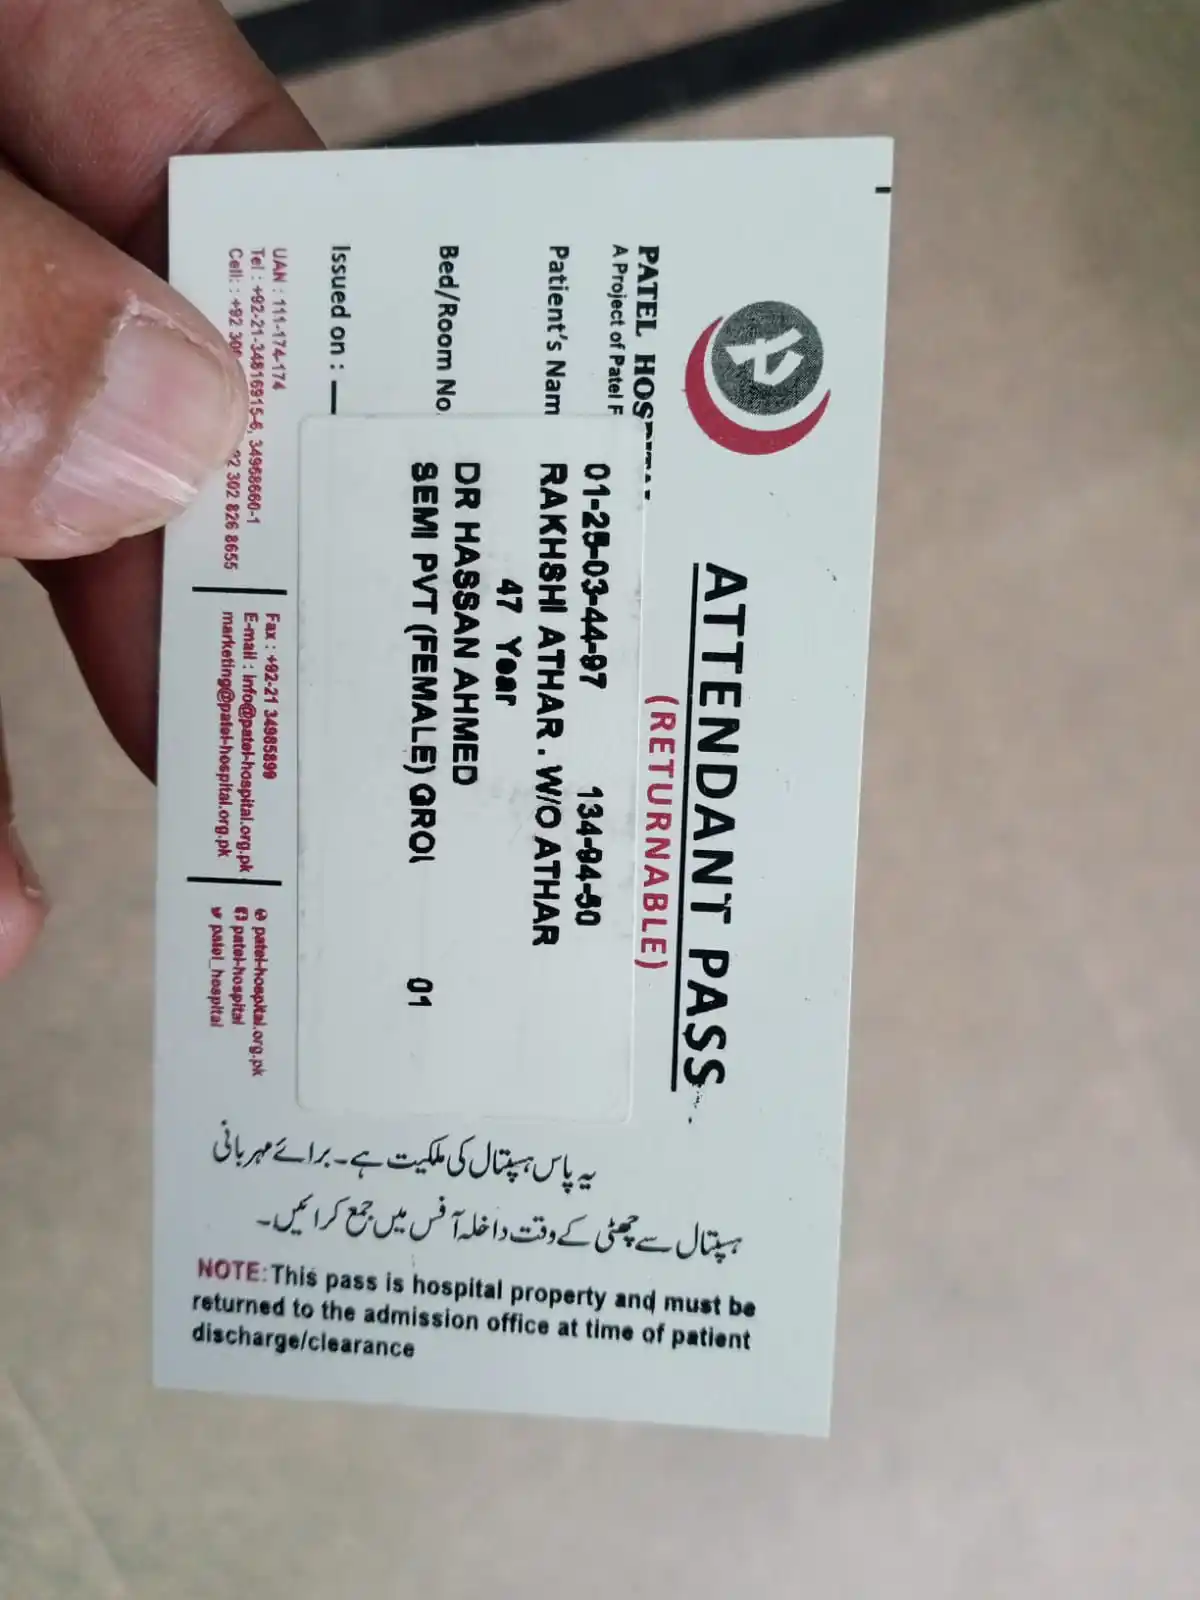 ATTENDANT PASS
(RETURNABLE)
PATEL HOSPITAL
A Project of Patel F
01-25-03-44-97 134-94-50
Patient's Nam
RAKHSHI ATHAR . W/O ATHAR
47 Year
Bed/Room No.
DR HASSAN AHMED
SEMI PVT (FEMALE) GROU 01
Issued on :
UAN : 111-174-174
Tel : +92-21-34816915-6, 34968660-1
Cell: : +92 30 302 826 8655
Fax : +92-21 34985899
E-mail : info@patel-hospital.org.pk
marketing@patel-hospital.org.pk
patel-hospital.org.pk
patel-hospital
patel_hospital
یہ پاس ہسپتال کی ملکیت ہے۔ برائے مہربانی
ہسپتال سے چھٹی کے وقت داخلہ آفس میں جمع کرائیں۔
NOTE: This pass is hospital property and must be
returned to the admission office at time of patient
discharge/clearance